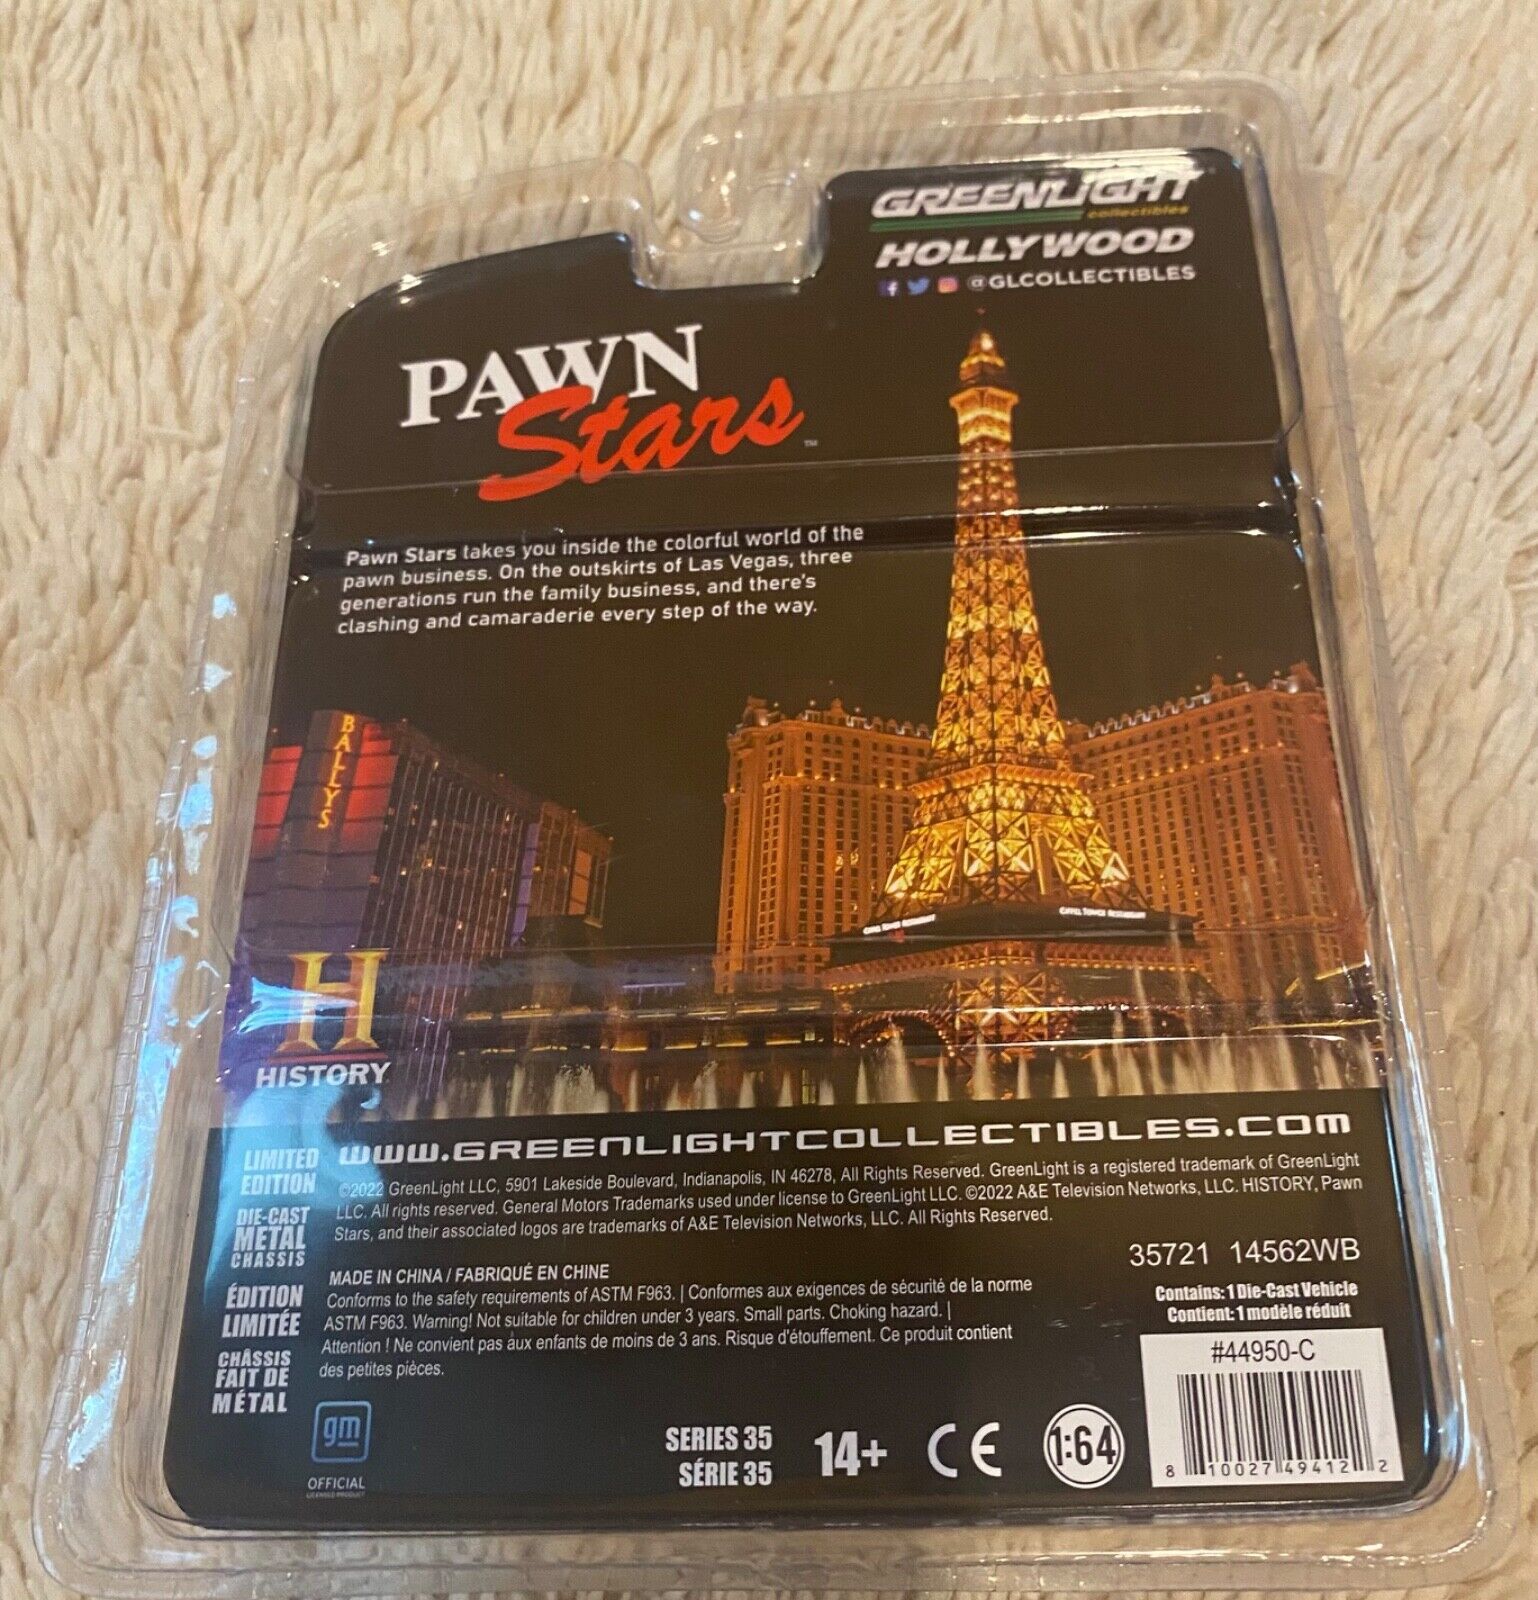 GREENLIGHT
collectibles
HOLLYWOOD
@GLCOLLECTIBLES
PAWN
Stars
™
Pawn Stars takes you inside the colorful world of the
pawn business. On the outskirts of Las Vegas, three
generations run the family business, and there's
clashing and camaraderie every step of the way.
BALLYS
EIFFEL TOWER RESTAURANT
EIFFEL TOWER RESTAURANT
H
HISTORY
www.GREENLIGHTCOLLECTIBLES.COM
LIMITED
EDITION
DIE-CAST
METAL
CHASSIS
ÉDITION
LIMITÉE
CHÂSSIS
FAIT DE
MÉTAL
©2022 GreenLight LLC, 5901 Lakeside Boulevard, Indianapolis, IN 46278, All Rights Reserved. GreenLight is a registered trademark of GreenLight
LLC. All rights reserved. General Motors Trademarks used under license to GreenLight LLC. ©2022 A&E Television Networks, LLC. HISTORY, Pawn
Stars, and their associated logos are trademarks of A&E Television Networks, LLC. All Rights Reserved.
35721 14562WB
MADE IN CHINA / FABRIQUÉ EN CHINE
Conforms to the safety requirements of ASTM F963. | Conformes aux exigences de sécurité de la norme
ASTM F963. Warning! Not suitable for children under 3 years. Small parts. Choking hazard. |
Attention ! Ne convient pas aux enfants de moins de 3 ans. Risque d'étouffement. Ce produit contient
des petites pièces.
Contains: 1 Die-Cast Vehicle
Contient: 1 modèle réduit
#44950-C
8 10027 49412 2
gm
OFFICIAL
LICENSED PRODUCT
SERIES 35
SÉRIE 35
14+
CE
1:64